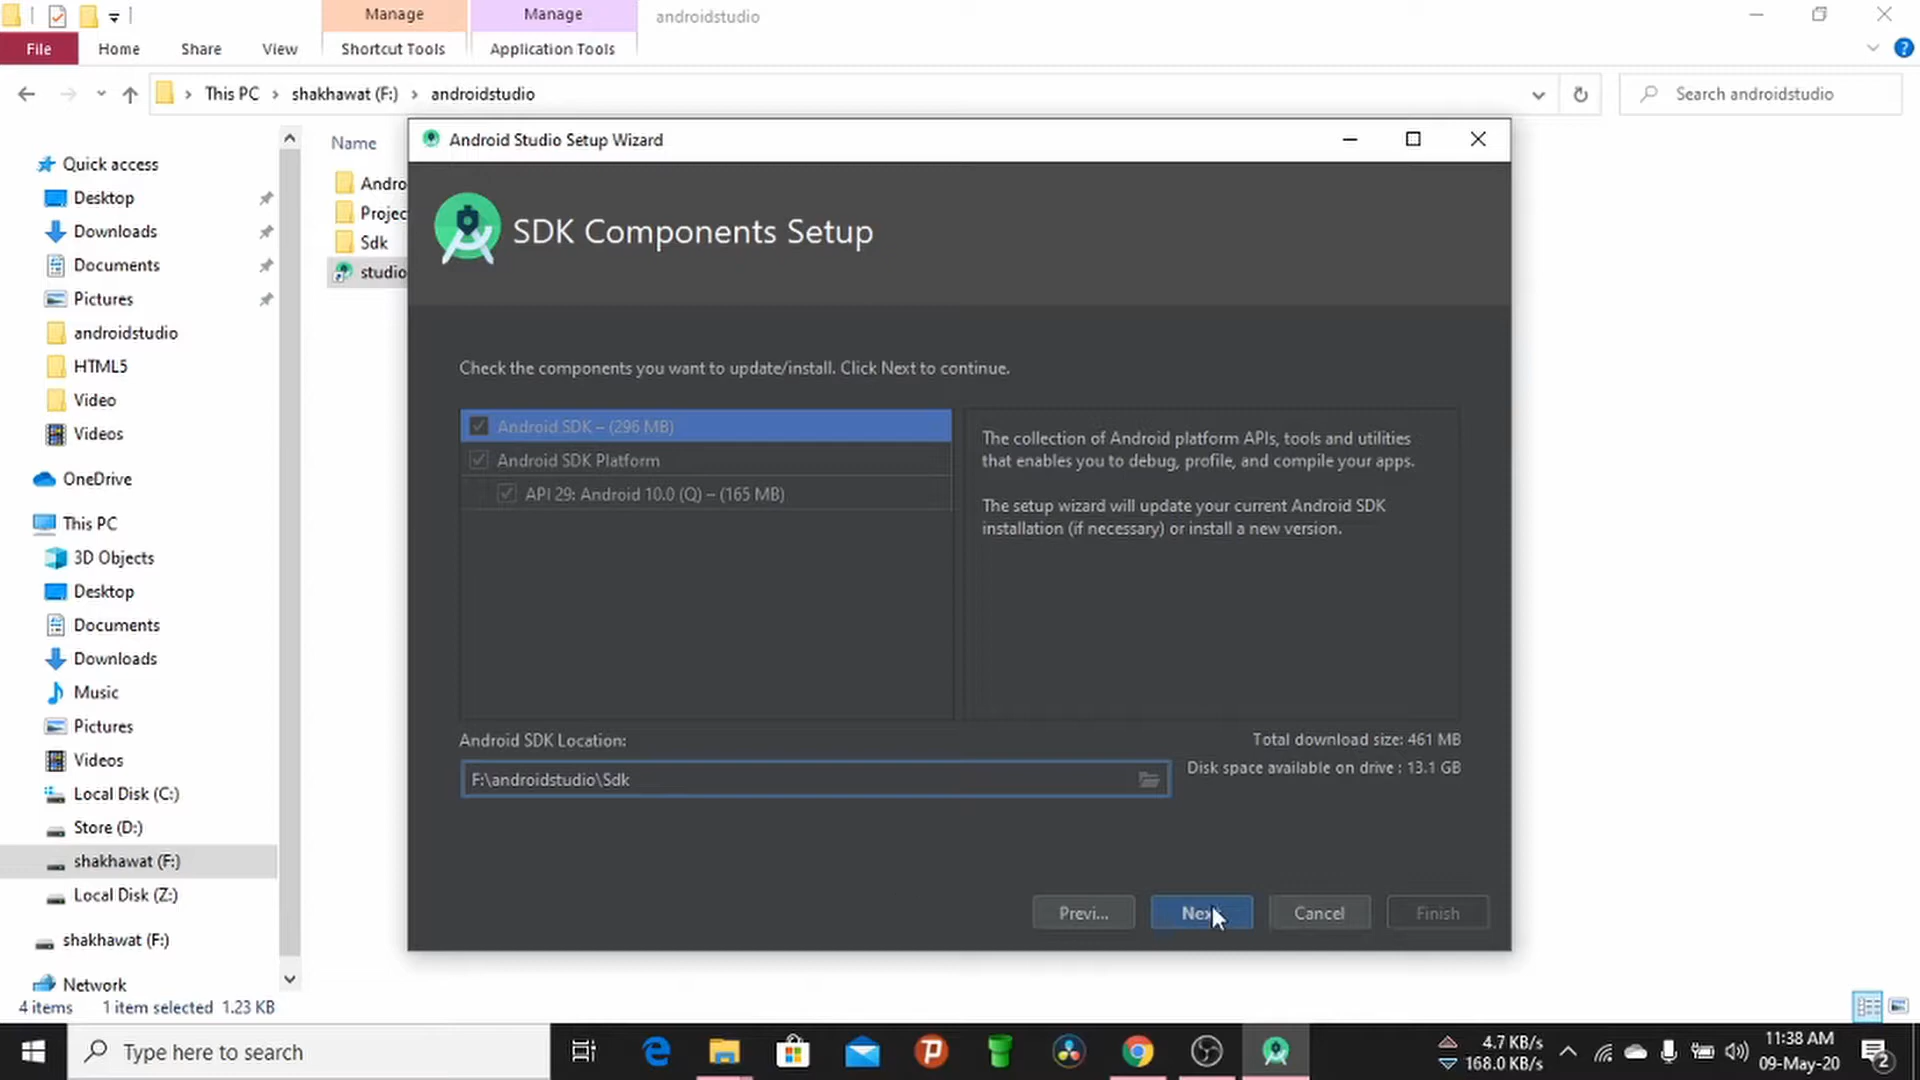 Manage
Manage
androidstudio
File
Home
Share
View
Shortcut Tools
Application Tools
This PC
shakhawat (F:)
androidstudio
Search androidstudio
Quick access
Desktop
Downloads
Documents
Pictures
androidstudio
HTML5
Video
Videos
OneDrive
This PC
3D Objects
Desktop
Documents
Downloads
Music
Pictures
Videos
Local Disk (C:)
Store (D:)
shakhawat (F:)
Local Disk (Z:)
shakhawat (F:)
Network
Name
Andro
Projec
Sdk
studio
Android Studio Setup Wizard
SDK Components Setup
Check the components you want to update/install. Click Next to continue.
Android SDK – (296 MB)
Android SDK Platform
API 29: Android 10.0 (Q) – (165 MB)
The collection of Android platform APIs, tools and utilities
that enables you to debug, profile, and compile your apps.
The setup wizard will update your current Android SDK
installation (if necessary) or install a new version.
Android SDK Location:
Total download size: 461 MB
F:\androidstudio\Sdk
Disk space available on drive : 13.1 GB
Previ...
Cancel
Finish
4 items
1 item selected 1.23 KB
Type here to search
4.7 KB/s
168.0 KB/s
11:38 AM
09-May-20
2